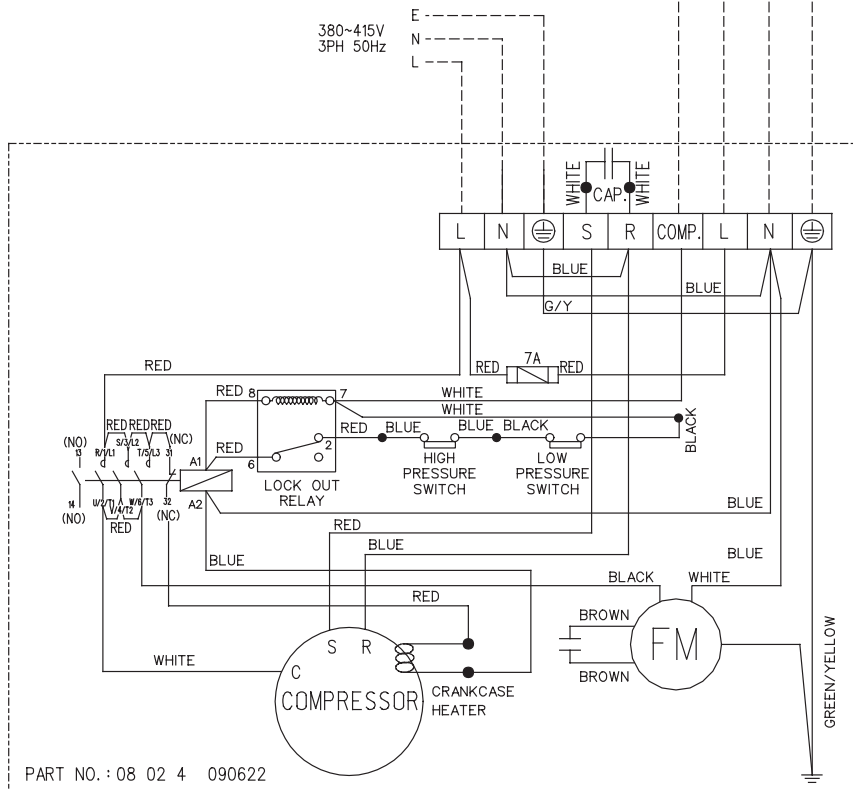 380~415V
3PH 50Hz
E
N
L
WHITE
CAP.
WHITE
L N S R COMP. L N
BLUE
BLUE
G/Y
RED
RED 7A RED
RED 8 7 WHITE
WHITE
BLACK
RED 6 2 RED BLUE BLUE BLACK
LOCK OUT
RELAY
HIGH
PRESSURE
SWITCH
LOW
PRESSURE
SWITCH
RED RED RED
(NO) S/3/L2 (NC)
13 R/1/L1 T/5/L3 31
A1
A2
14 U/2/T1 V/4/T2 W/6/T3 32
(NO) (NC)
RED
BLUE
RED
BLUE
BLUE
BLUE
BLACK WHITE
RED
BROWN
FM
BROWN
GREEN/YELLOW
WHITE
S R
C
COMPRESSOR
CRANKCASE
HEATER
PART NO.:08 02 4 090622